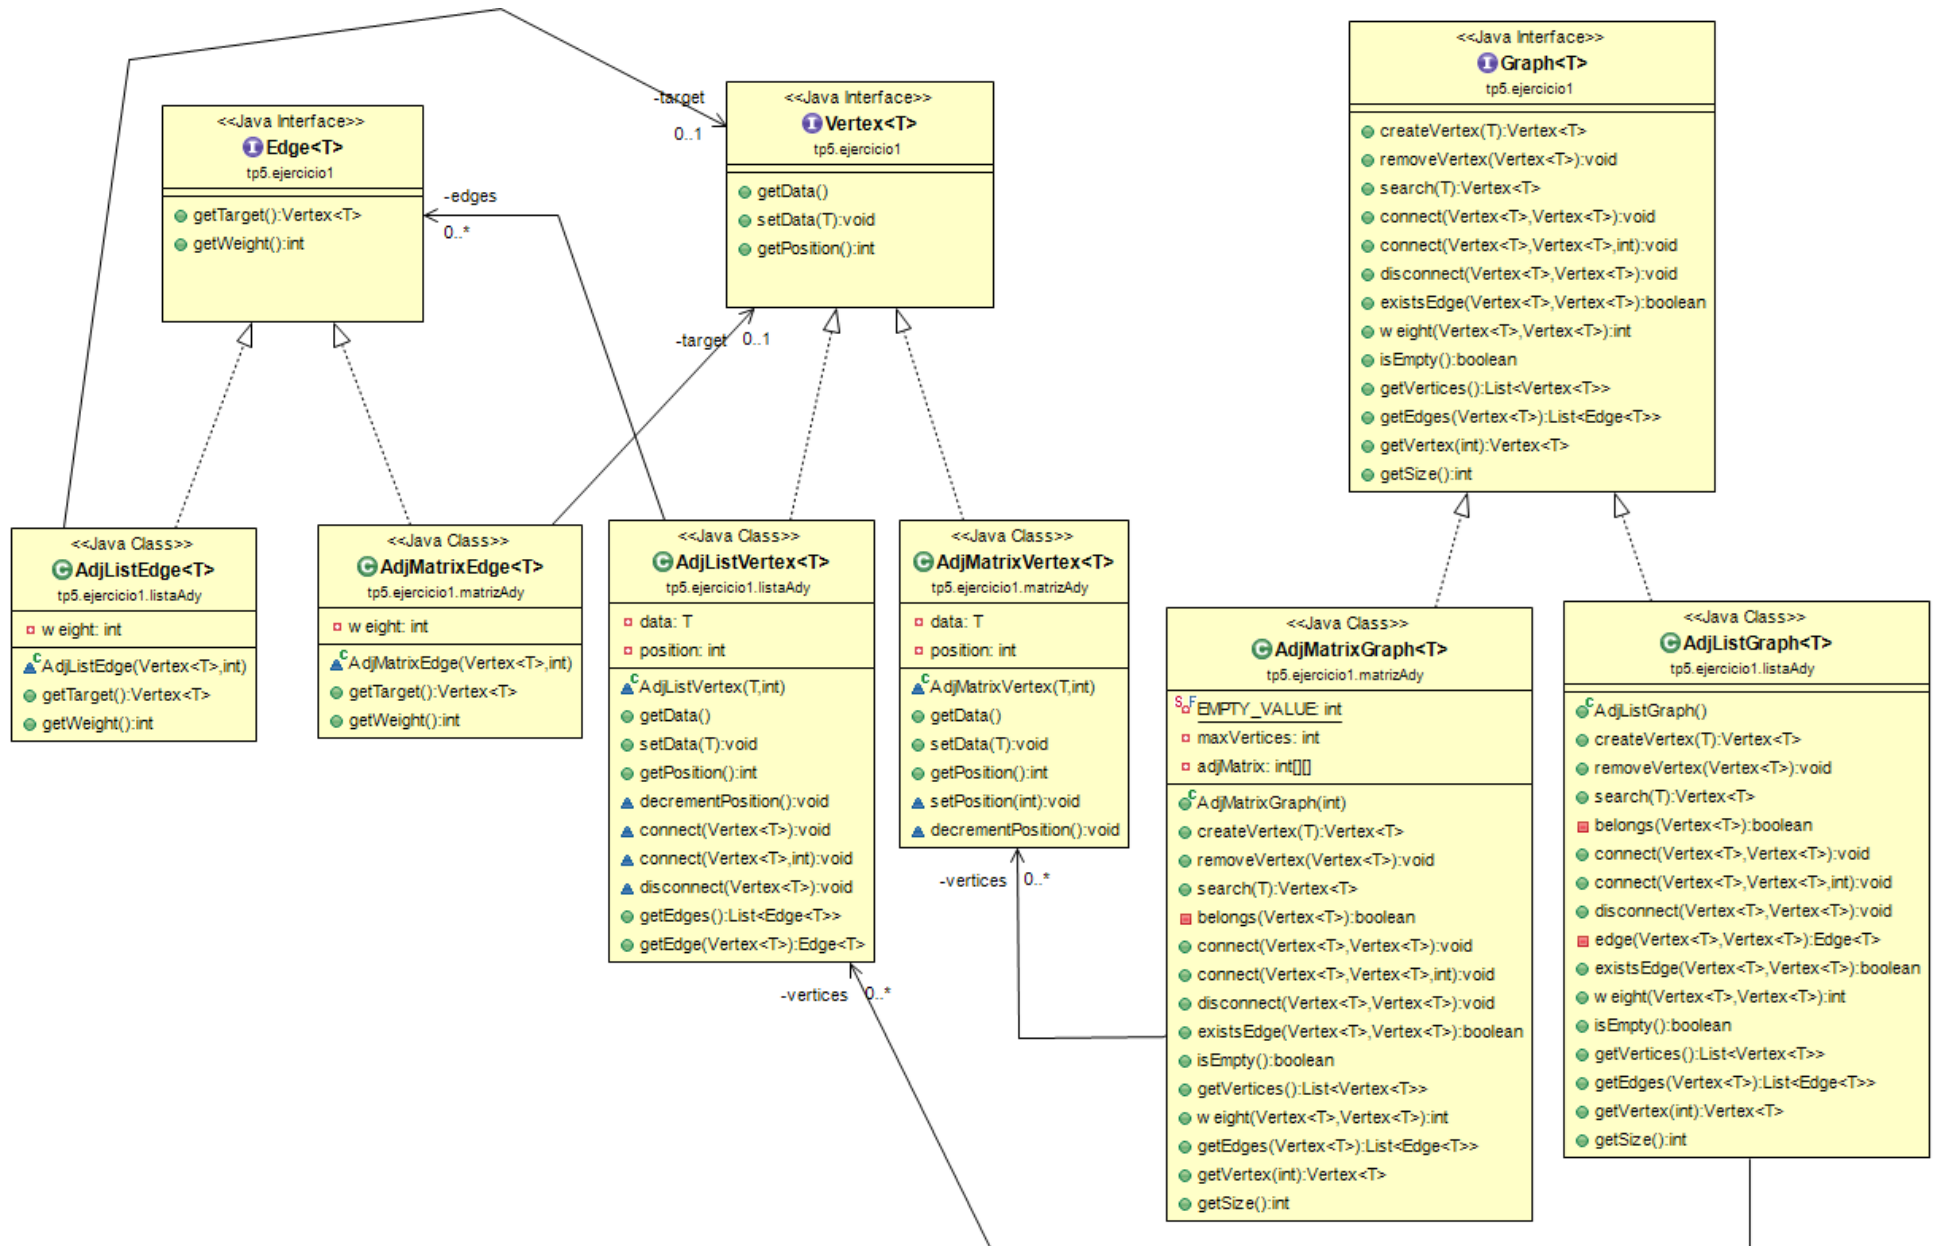 <<Java Interface>>
Edge<T>
tp5.ejercicio1
getTarget():Vertex<T>
getWeight():int
-edges
0..*
-target
0..1
<<Java Interface>>
Vertex<T>
tp5.ejercicio1
getData()
setData(T):void
getPosition():int
-target
0..1
<<Java Interface>>
Graph<T>
tp5.ejercicio1
createVertex(T):Vertex<T>
removeVertex(Vertex<T>):void
search(T):Vertex<T>
connect(Vertex<T>,Vertex<T>):void
connect(Vertex<T>,Vertex<T>,int):void
disconnect(Vertex<T>,Vertex<T>):void
existsEdge(Vertex<T>,Vertex<T>):boolean
weight(Vertex<T>,Vertex<T>):int
isEmpty():boolean
getVertices():List<Vertex<T>>
getEdges(Vertex<T>):List<Edge<T>>
getVertex(int):Vertex<T>
getSize():int
<<Java Class>>
AdjListEdge<T>
tp5.ejercicio1.listaAdy
weight: int
AdjListEdge(Vertex<T>,int)
getTarget():Vertex<T>
getWeight():int
<<Java Class>>
AdjMatrixEdge<T>
tp5.ejercicio1.matrizAdy
weight: int
AdjMatrixEdge(Vertex<T>,int)
getTarget():Vertex<T>
getWeight():int
<<Java Class>>
AdjListVertex<T>
tp5.ejercicio1.listaAdy
data: T
position: int
AdjListVertex(T,int)
getData()
setData(T):void
getPosition():int
decrementPosition():void
connect(Vertex<T>):void
connect(Vertex<T>,int):void
disconnect(Vertex<T>):void
getEdges():List<Edge<T>>
getEdge(Vertex<T>):Edge<T>
-vertices
0..*
<<Java Class>>
AdjMatrixVertex<T>
tp5.ejercicio1.matrizAdy
data: T
position: int
AdjMatrixVertex(T,int)
getData()
setData(T):void
getPosition():int
setPosition(int):void
decrementPosition():void
-vertices
0..*
<<Java Class>>
AdjMatrixGraph<T>
tp5.ejercicio1.matrizAdy
EMPTY_VALUE: int
maxVertices: int
adjMatrix: int[][]
AdjMatrixGraph(int)
createVertex(T):Vertex<T>
removeVertex(Vertex<T>):void
search(T):Vertex<T>
belongs(Vertex<T>):boolean
connect(Vertex<T>,Vertex<T>):void
connect(Vertex<T>,Vertex<T>,int):void
disconnect(Vertex<T>,Vertex<T>):void
existsEdge(Vertex<T>,Vertex<T>):boolean
isEmpty():boolean
getVertices():List<Vertex<T>>
weight(Vertex<T>,Vertex<T>):int
getEdges(Vertex<T>):List<Edge<T>>
getVertex(int):Vertex<T>
getSize():int
<<Java Class>>
AdjListGraph<T>
tp5.ejercicio1.listaAdy
AdjListGraph()
createVertex(T):Vertex<T>
removeVertex(Vertex<T>):void
search(T):Vertex<T>
belongs(Vertex<T>):boolean
connect(Vertex<T>,Vertex<T>):void
connect(Vertex<T>,Vertex<T>,int):void
disconnect(Vertex<T>,Vertex<T>):void
edge(Vertex<T>,Vertex<T>):Edge<T>
existsEdge(Vertex<T>,Vertex<T>):boolean
weight(Vertex<T>,Vertex<T>):int
isEmpty():boolean
getVertices():List<Vertex<T>>
getEdges(Vertex<T>):List<Edge<T>>
getVertex(int):Vertex<T>
getSize():int